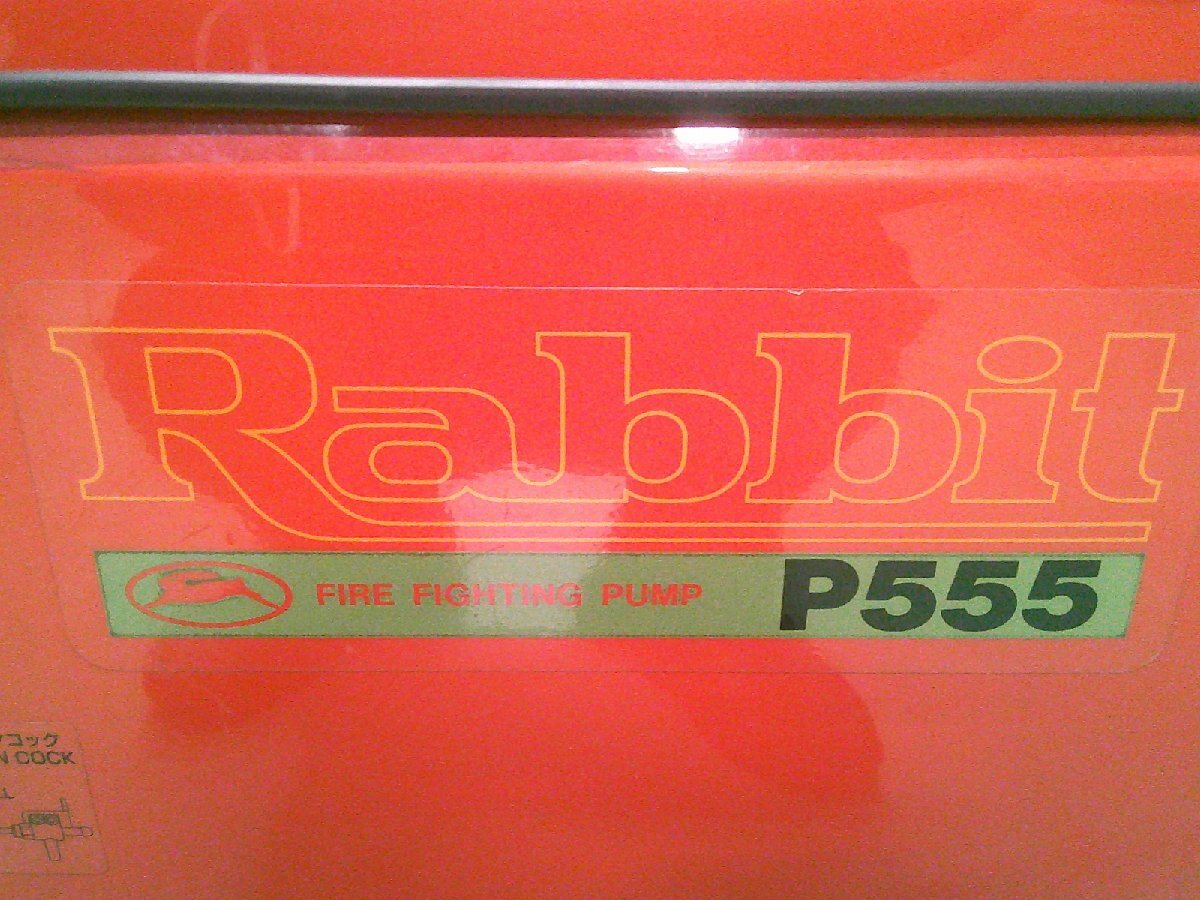 Rabbit
FIRE FIGHTING PUMP P555
コック
COCK